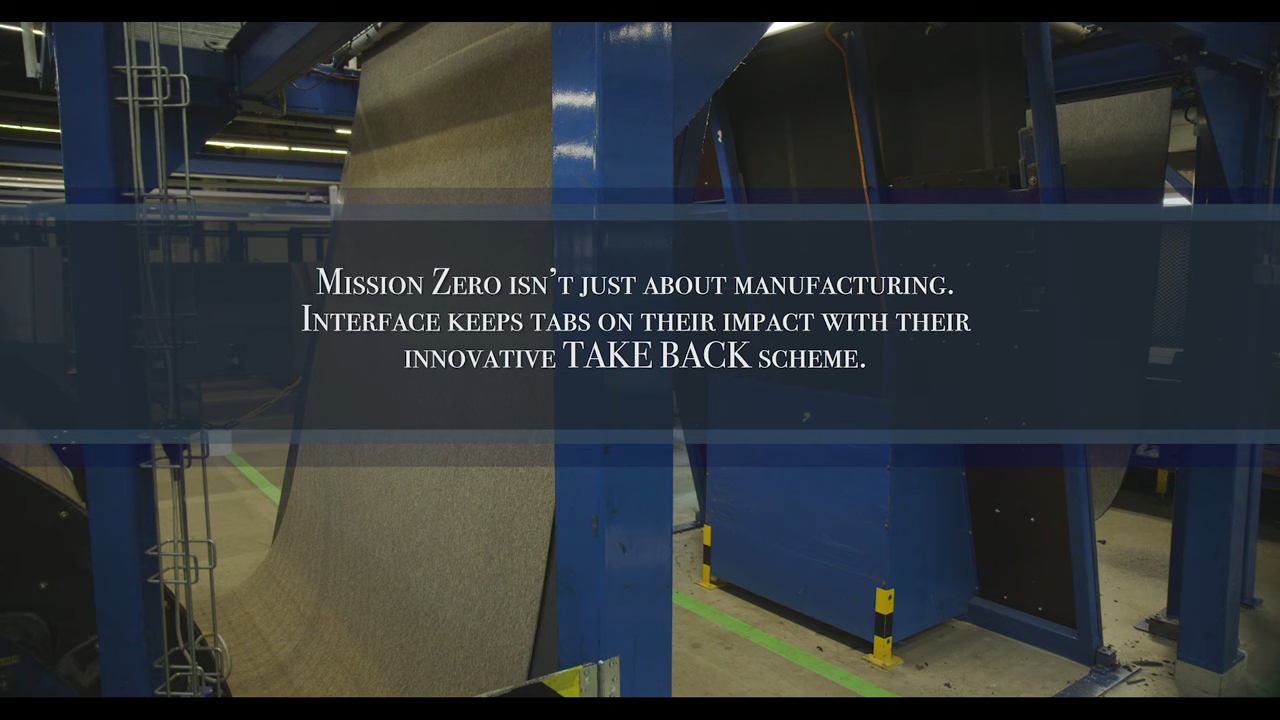 Mission Zero isn't just about manufacturing.
Interface keeps tabs on their impact with their
innovative TAKE BACK scheme.